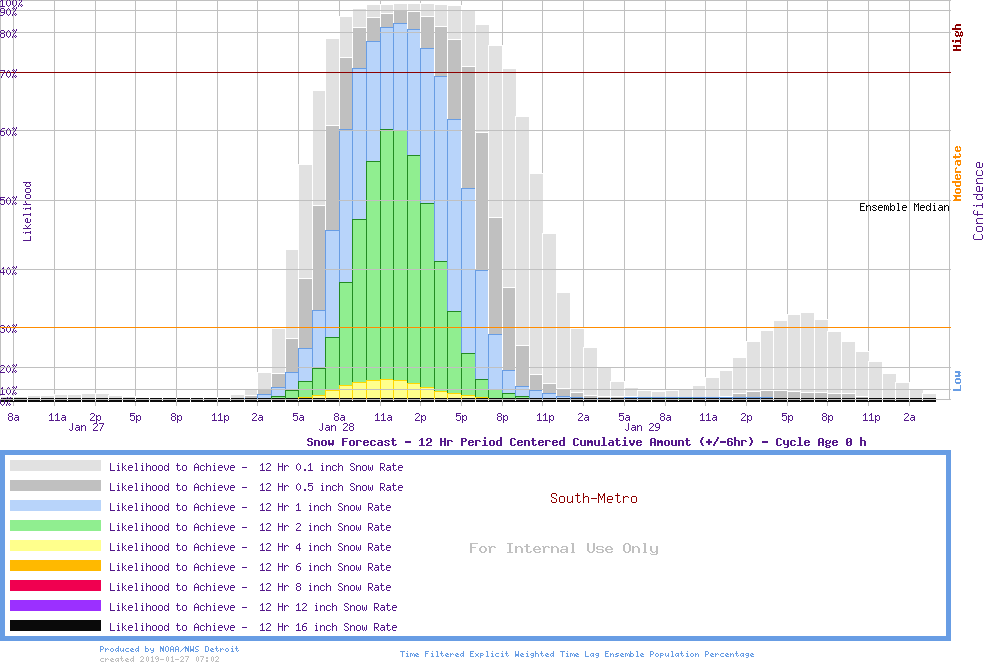 100%
90%
80%
70%
60%
50%
40%
30%
20%
10%
0%
Likelihood
High
Moderate
Low
Confidence
Ensemble Median
8a 11a 2p 5p 8p 11p 2a 5a 8a 11a 2p 5p 8p 11p 2a 5a 8a 11a 2p 5p 8p 11p 2a
Jan 27 Jan 28 Jan 29
Snow Forecast - 12 Hr Period Centered Cumulative Amount (+/-6hr) - Cycle Age 0 h
Likelihood to Achieve - 12 Hr 0.1 inch Snow Rate
Likelihood to Achieve - 12 Hr 0.5 inch Snow Rate
Likelihood to Achieve - 12 Hr 1 inch Snow Rate
Likelihood to Achieve - 12 Hr 2 inch Snow Rate
Likelihood to Achieve - 12 Hr 4 inch Snow Rate
Likelihood to Achieve - 12 Hr 6 inch Snow Rate
Likelihood to Achieve - 12 Hr 8 inch Snow Rate
Likelihood to Achieve - 12 Hr 12 inch Snow Rate
Likelihood to Achieve - 12 Hr 16 inch Snow Rate
South-Metro
For Internal Use Only
Produced by NOAA/NWS Detroit
created 2019-01-27 07:02
Time Filtered Explicit Weighted Time Lag Ensemble Population Percentage